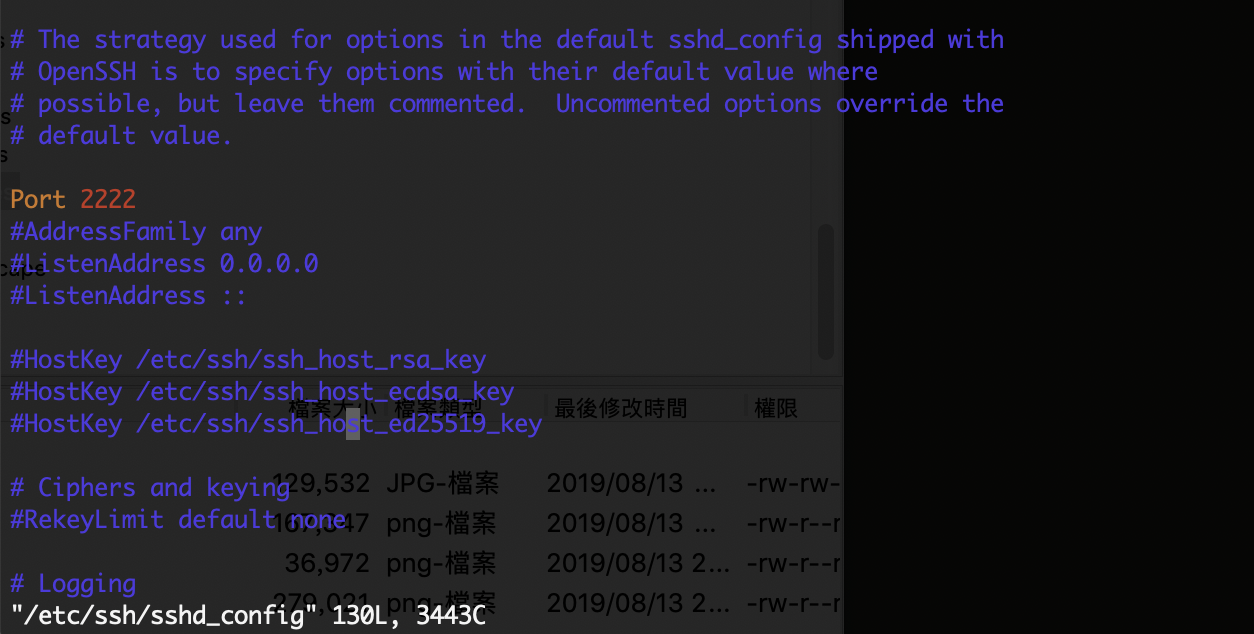 # The strategy used for options in the default sshd_config shipped with
# OpenSSH is to specify options with their default value where
# possible, but leave them commented.  Uncommented options override the
# default value.
Port 2222
#AddressFamily any
#ListenAddress 0.0.0.0
#ListenAddress ::
#HostKey /etc/ssh/ssh_host_rsa_key
#HostKey /etc/ssh/ssh_host_ecdsa_key
檔案大小 檔案類型 最後修改時間 權限
#HostKey /etc/ssh/ssh_host_ed25519_key
# Ciphers and keying
129,532 JPG-檔案 2019/08/13 ... -rw-rw-
#RekeyLimit default none
167,347 png-檔案 2019/08/13 ... -rw-r--r
36,972 png-檔案 2019/08/13 2... -rw-r--r
# Logging
279,021 png-檔案 2019/08/13 2... -rw-r--r
"/etc/ssh/sshd_config" 130L, 3443C